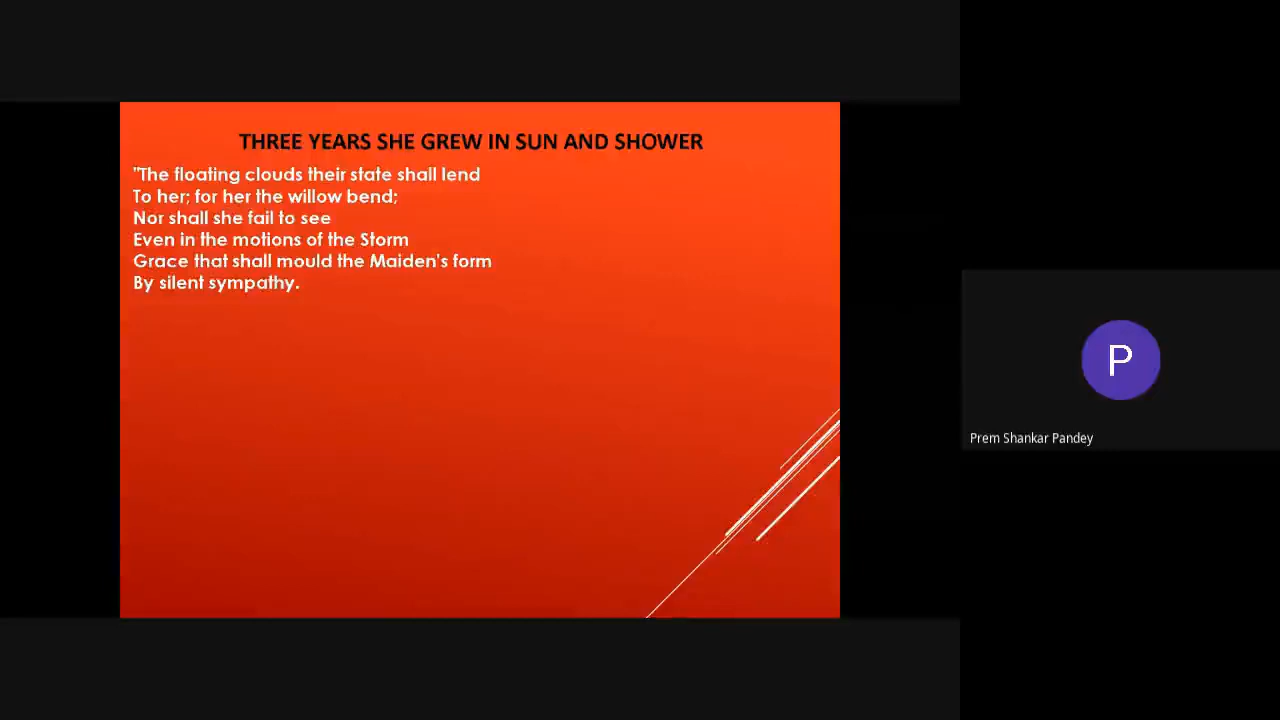 THREE YEARS SHE GREW IN SUN AND SHOWER
"The floating clouds their state shall lend
To her; for her the willow bend;
Nor shall she fail to see
Even in the motions of the Storm
Grace that shall mould the Maiden's form
By silent sympathy.
P
Prem Shankar Pandey